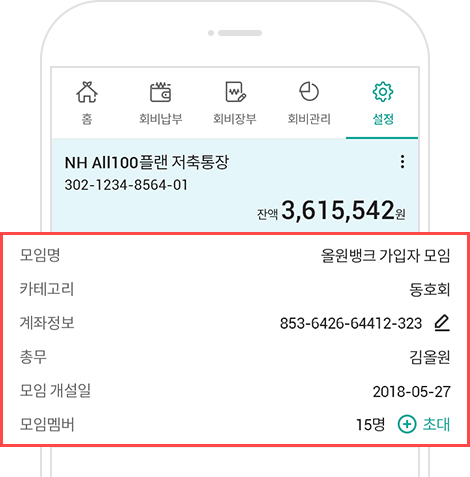 홈 회비납부 회비장부 회비관리 설정
NH All100플랜 저축통장
302-1234-8564-01
잔액 3,615,542원
모임명 올원뱅크 가입자 모임
카테고리 동호회
계좌정보 853-6426-64412-323
총무 김올원
모임 개설일 2018-05-27
모임멤버 15명 초대